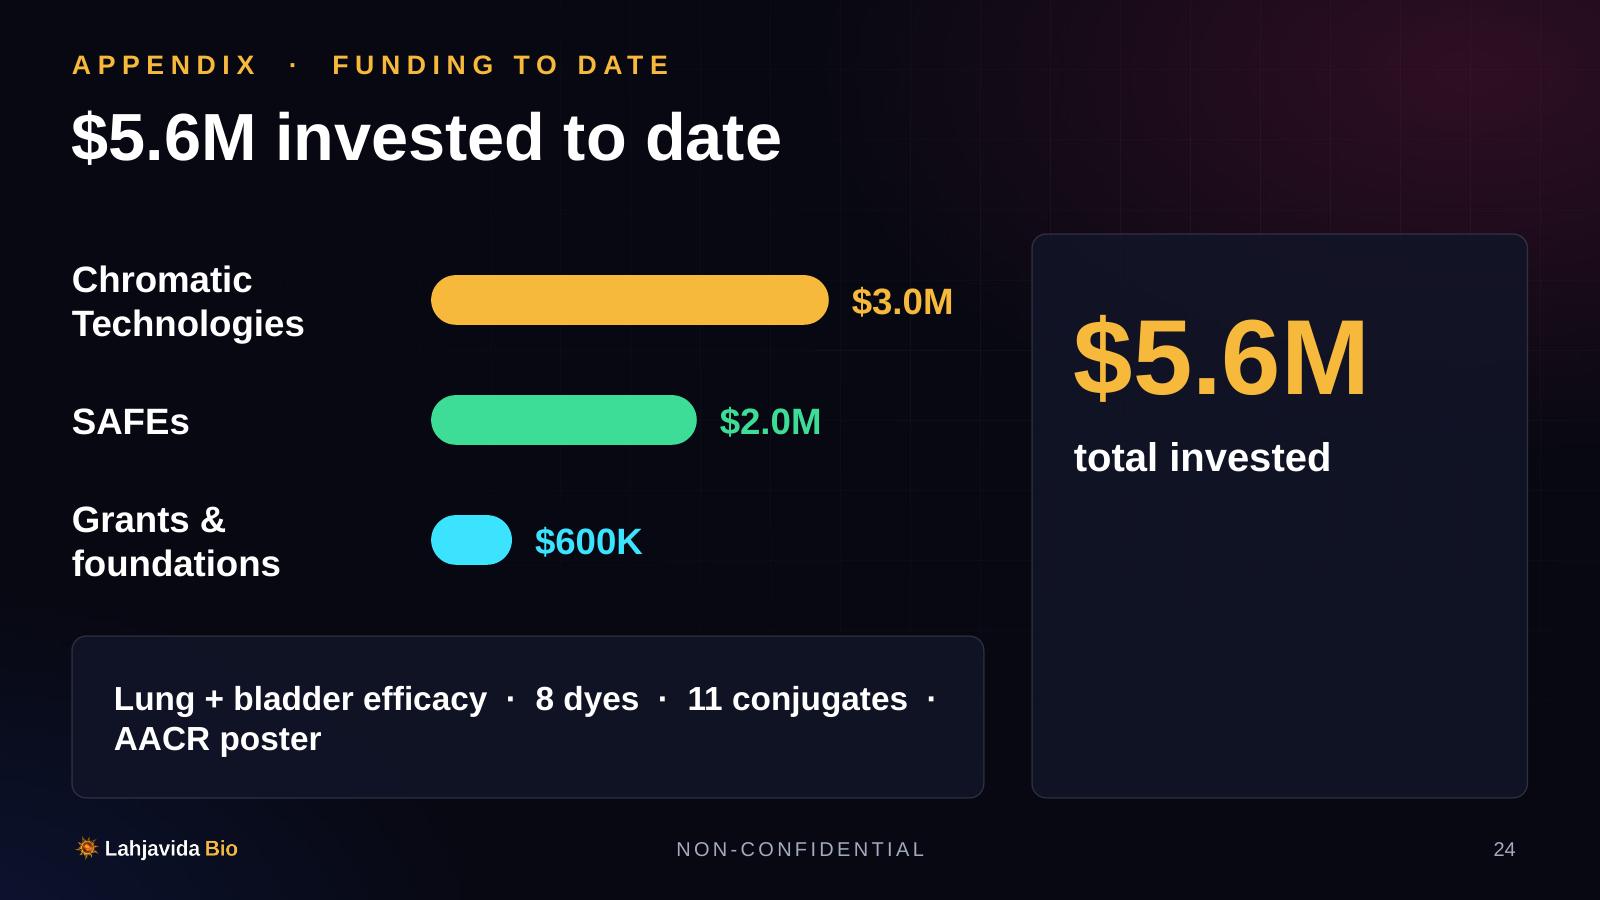 APPENDIX · FUNDING TO DATE
$5.6M invested to date
Chromatic
Technologies
$3.0M
SAFEs
$2.0M
Grants &
foundations
$600K
$5.6M
total invested
Lung + bladder efficacy · 8 dyes · 11 conjugates ·
AACR poster
Lahjavida Bio
NON-CONFIDENTIAL
24